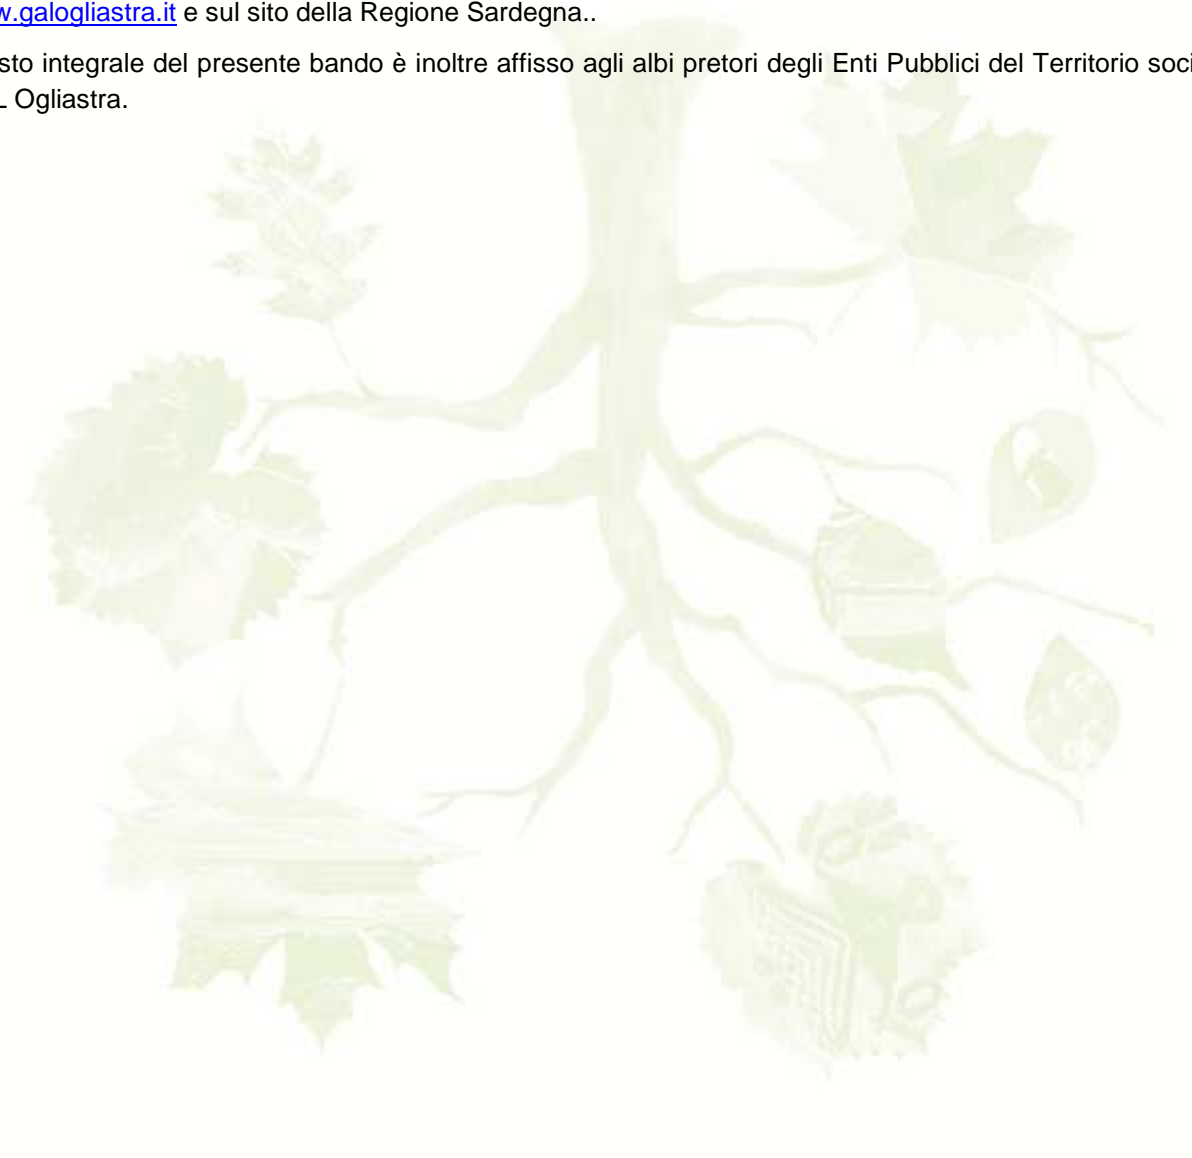 w.galogliastra.it e sul sito della Regione Sardegna..
sto integrale del presente bando è inoltre affisso agli albi pretori degli Enti Pubblici del Territorio soci
L Ogliastra.